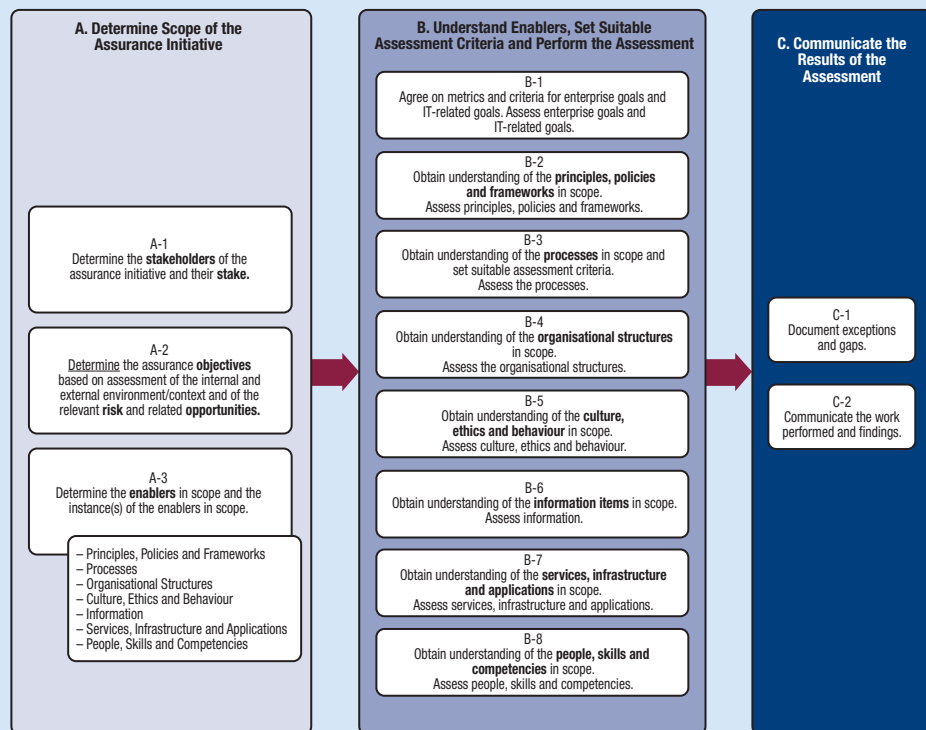 A. Determine Scope of the
Assurance Initiative
A-1
Determine the stakeholders of the
assurance initiative and their stake.
A-2
Determine the assurance objectives
based on assessment of the internal and
external environment/context and of the
relevant risk and related opportunities.
A-3
Determine the enablers in scope and the
instance(s) of the enablers in scope.
– Principles, Policies and Frameworks
– Processes
– Organisational Structures
– Culture, Ethics and Behaviour
– Information
– Services, Infrastructure and Applications
– People, Skills and Competencies
B. Understand Enablers, Set Suitable
Assessment Criteria and Perform the Assessment
B-1
Agree on metrics and criteria for enterprise goals and
IT-related goals. Assess enterprise goals and
IT-related goals.
B-2
Obtain understanding of the principles, policies
and frameworks in scope.
Assess principles, policies and frameworks.
B-3
Obtain understanding of the processes in scope and
set suitable assessment criteria.
Assess the processes.
B-4
Obtain understanding of the organisational structures
in scope.
Assess the organisational structures.
B-5
Obtain understanding of the culture,
ethics and behaviour in scope.
Assess culture, ethics and behaviour.
B-6
Obtain understanding of the information items in scope.
Assess information.
B-7
Obtain understanding of the services, infrastructure
and applications in scope.
Assess services, infrastructure and applications.
B-8
Obtain understanding of the people, skills and
competencies in scope.
Assess people, skills and competencies.
C. Communicate the
Results of the
Assessment
C-1
Document exceptions
and gaps.
C-2
Communicate the work
performed and findings.